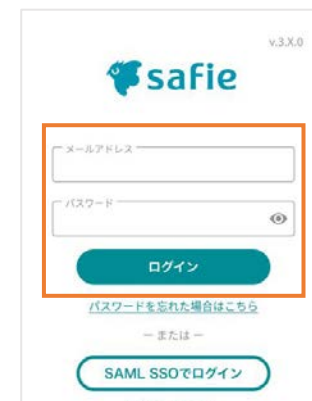 v.3.X.0
safie
メールアドレス
パスワード
ログイン
パスワードを忘れた場合はこちら
― または ―
SAML SSOでログイン